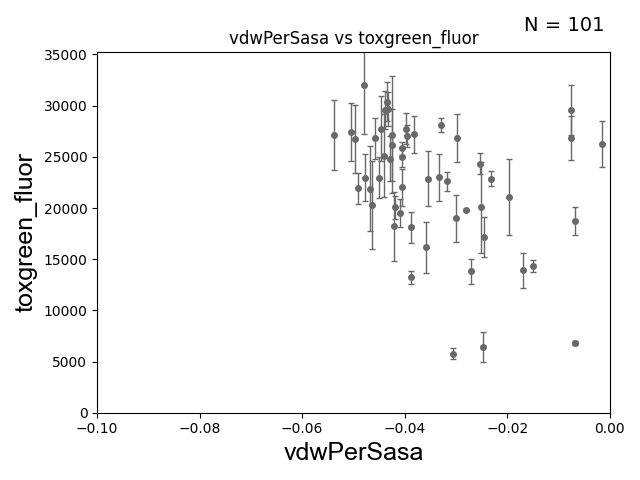 N = 101
vdwPerSasa vs toxgreen_fluor
35000
30000
25000
20000
15000
10000
5000
0
toxgreen_fluor
−0.10 −0.08 −0.06 −0.04 −0.02 0.00
vdwPerSasa